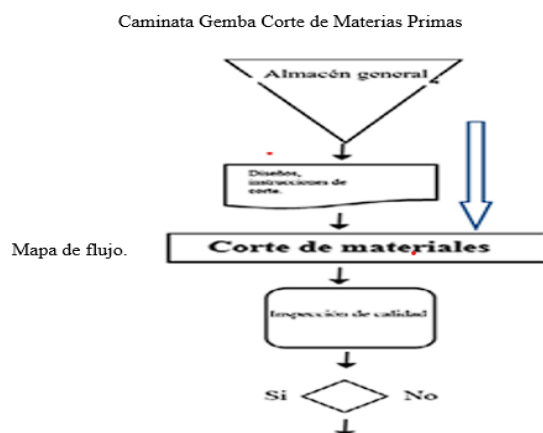 Caminata Gemba Corte de Materias Primas
Almacén general
Diseños,
instrucciones de
corte.
Mapa de flujo.
Corte de materiales
Inspección de calidad
Si
No